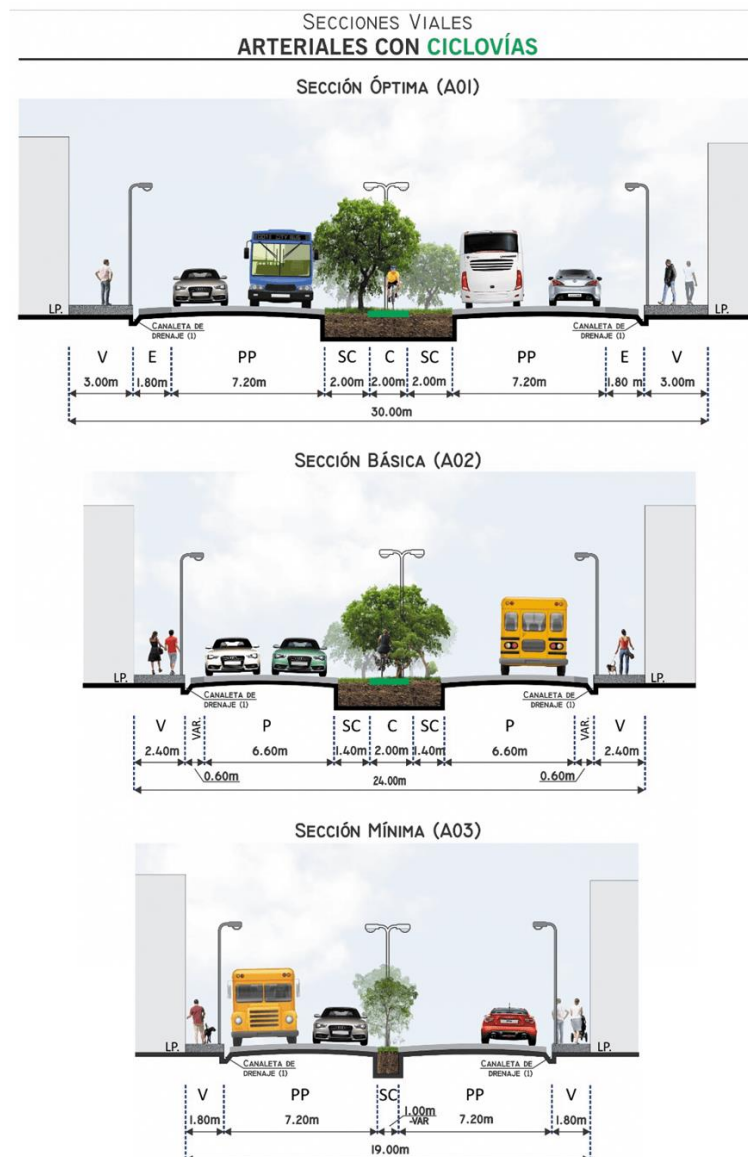 SECCIONES VIALES
ARTERIALES CON CICLOVÍAS
SECCIÓN ÓPTIMA (A01)
LP.
CANALETA DE
DRENAJE (1)
CANALETA DE
DRENAJE (1)
LP.
V E PP SC C SC PP E V
3.00m 1.80m 7.20m 2.00m 2.00m 2.00m 7.20m 1.80 m 3.00m
30.00m
SECCIÓN BÁSICA (A02)
LP.
CANALETA DE
DRENAJE (1)
CANALETA DE
DRENAJE (1)
LP.
V VAR. P SC C SC P VAR. V
2.40m 6.60m 1.40m 2.00m 1.40m 6.60m 2.40m
0.60m 0.60m
24.00m
SECCIÓN MÍNIMA (A03)
LP.
CANALETA DE
DRENAJE (1)
CANALETA DE
DRENAJE (1)
LP.
V PP SC PP V
1.80m 7.20m 1.00m 7.20m 1.80m
-VAR
19.00m